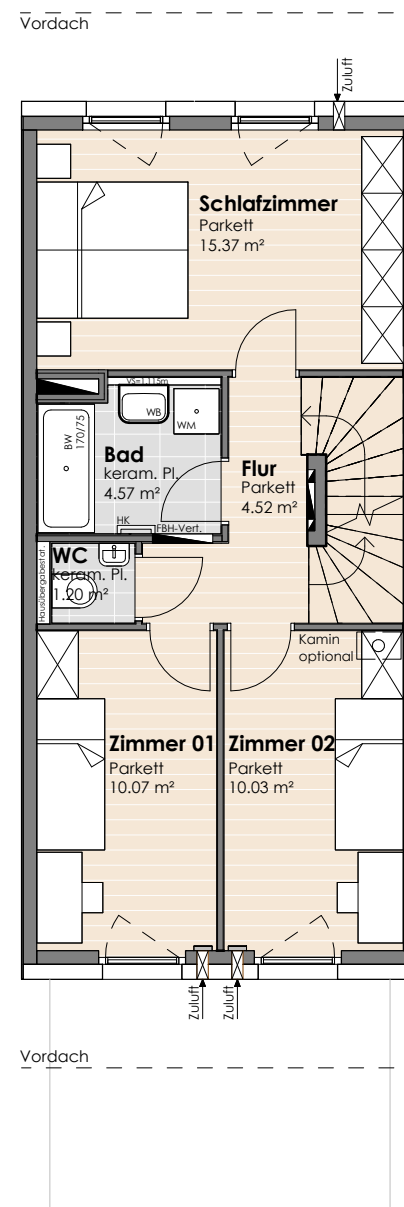 Vordach
Zuluft
Schlafzimmer
Parkett
15.37 m²
VS=1.115m
WB
WM
BW
170/75
Bad
keram. Pl.
4.57 m²
Flur
Parkett
4.52 m²
HK
FBH-Vert.
WC
keram. Pl.
1.20 m²
Hausübergabestat.
Kamin
optional
Zimmer 01
Parkett
10.07 m²
Zimmer 02
Parkett
10.03 m²
Zuluft
Zuluft
Vordach